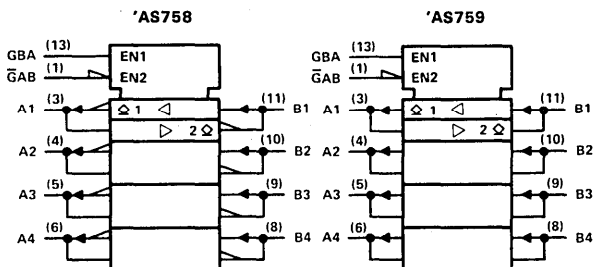 'AS758
GBA (13) EN1
G̅AB (1) EN2
A1 (3) 1 (11) B1
2
A2 (4) (10) B2
A3 (5) (9) B3
A4 (6) (8) B4
'AS759
GBA (13) EN1
G̅AB (1) EN2
A1 (3) 1 (11) B1
2
A2 (4) (10) B2
A3 (5) (9) B3
A4 (6) (8) B4